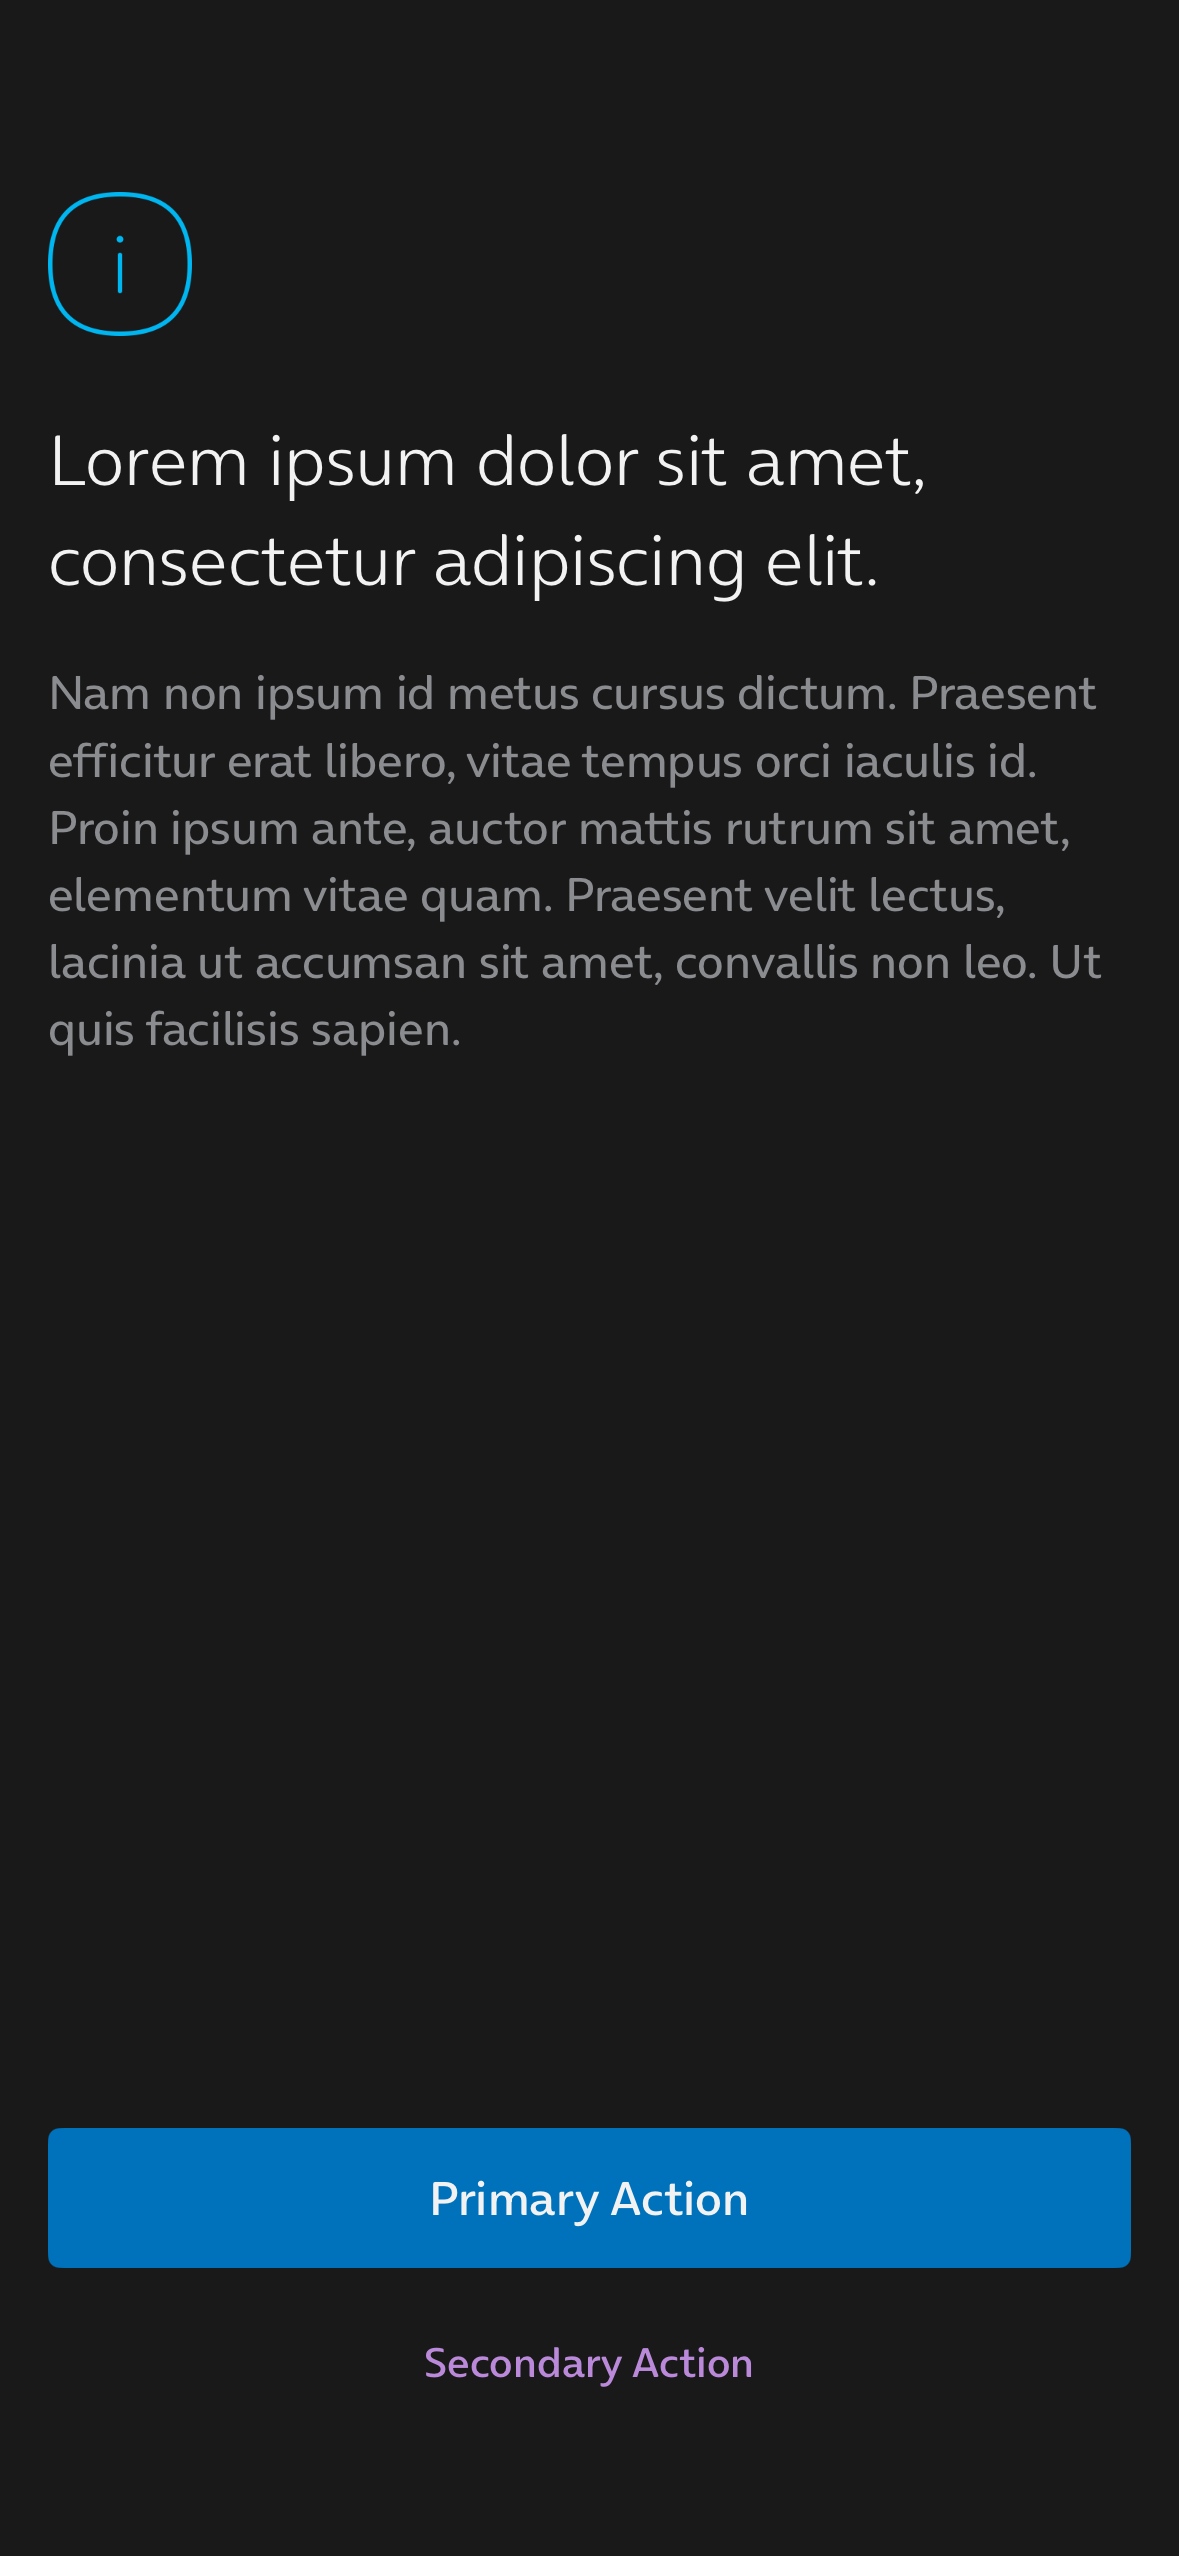 i
Lorem ipsum dolor sit amet,
consectetur adipiscing elit.
Nam non ipsum id metus cursus dictum. Praesent
efficitur erat libero, vitae tempus orci iaculis id.
Proin ipsum ante, auctor mattis rutrum sit amet,
elementum vitae quam. Praesent velit lectus,
lacinia ut accumsan sit amet, convallis non leo. Ut
quis facilisis sapien.
Primary Action
Secondary Action